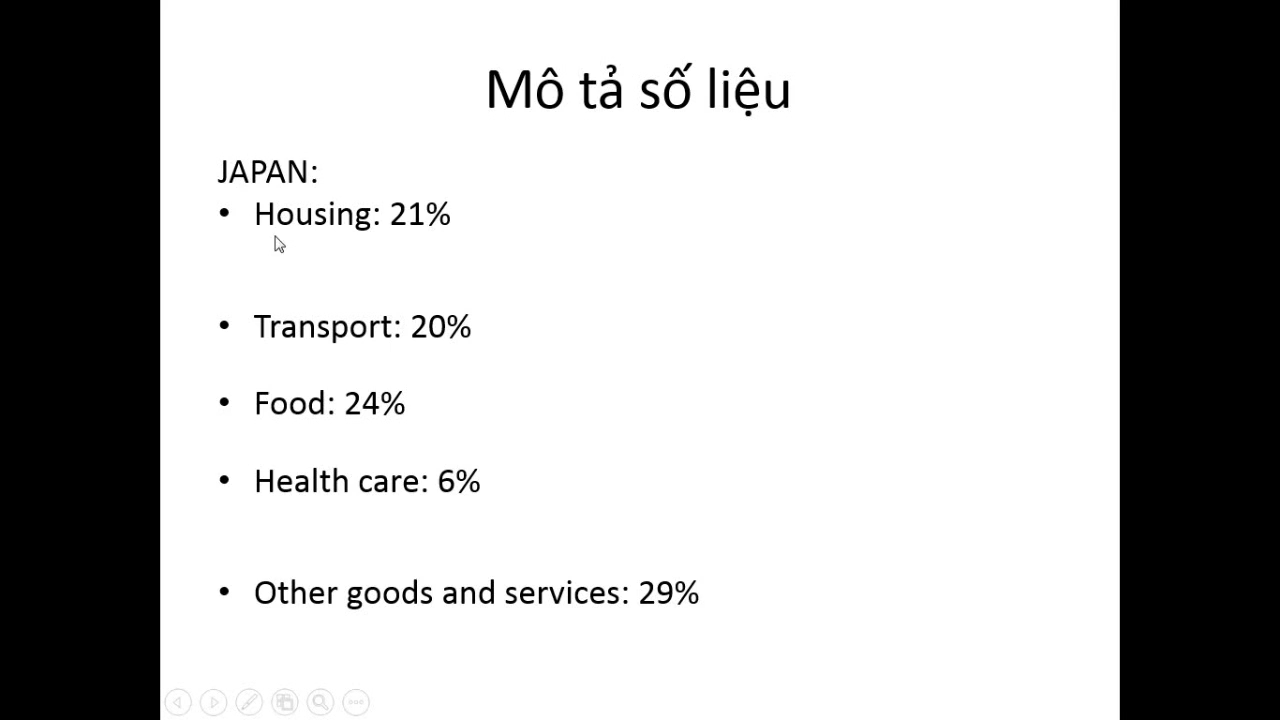 Mô tả số liệu
JAPAN:
• Housing: 21%
• Transport: 20%
• Food: 24%
• Health care: 6%
• Other goods and services: 29%